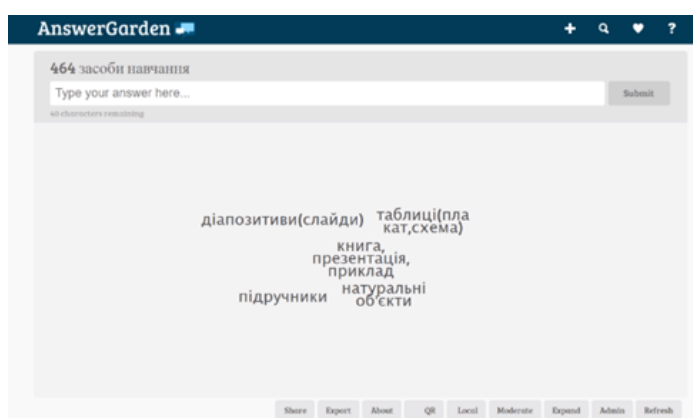 AnswerGarden
464 засоби навчання
Type your answer here...
Submit
40 characters remaining
діапозитиви(слайди)
таблиці(пла
кат,схема)
книга,
презентація,
приклад
підручники
натуральні
об'єкти
Share Export About QR Local Moderate Expand Admin Refresh